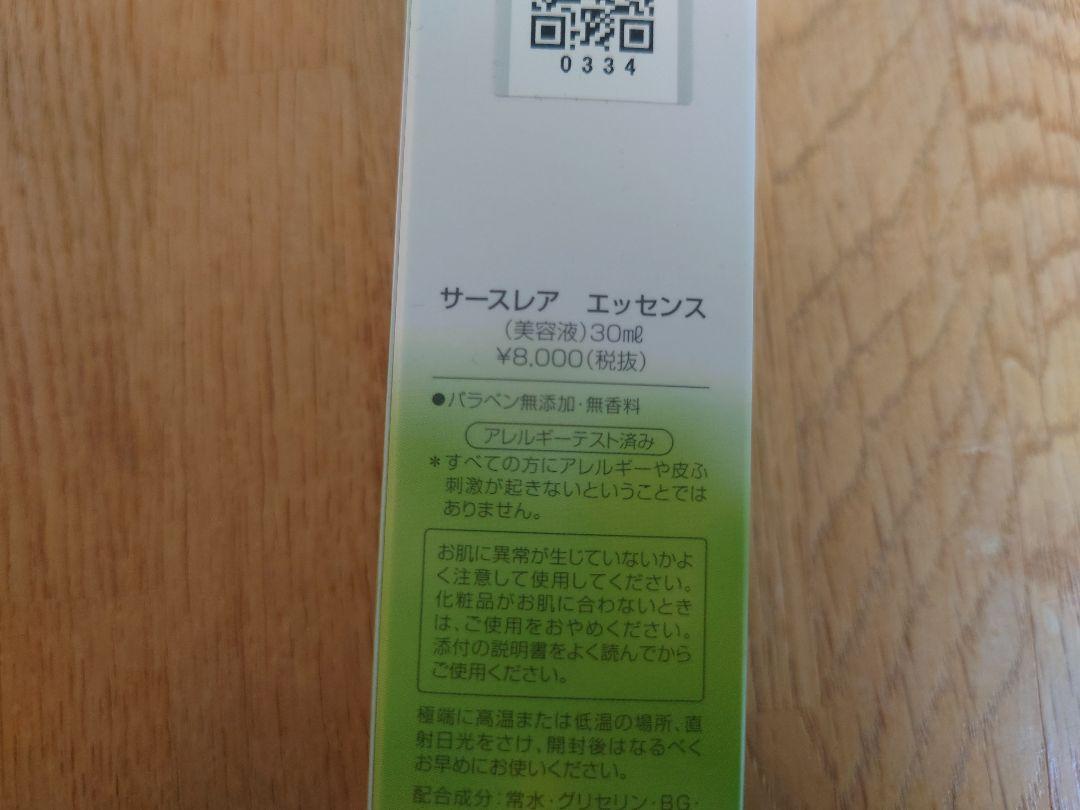 0334
サースレア　エッセンス
(美容液)30㎖
¥8,000(税抜)
●パラベン無添加・無香料
アレルギーテスト済み
*すべての方にアレルギーや皮ふ
刺激が起きないということでは
ありません。
お肌に異常が生じていないかよ
く注意して使用してください。
化粧品がお肌に合わないとき
は、ご使用をおやめください。
添付の説明書をよく読んでから
ご使用ください。
極端に高温または低温の場所、直
射日光をさけ、開封後はなるべく
お早めにお使いください。
配合成分:常水・グリセリン・BG・